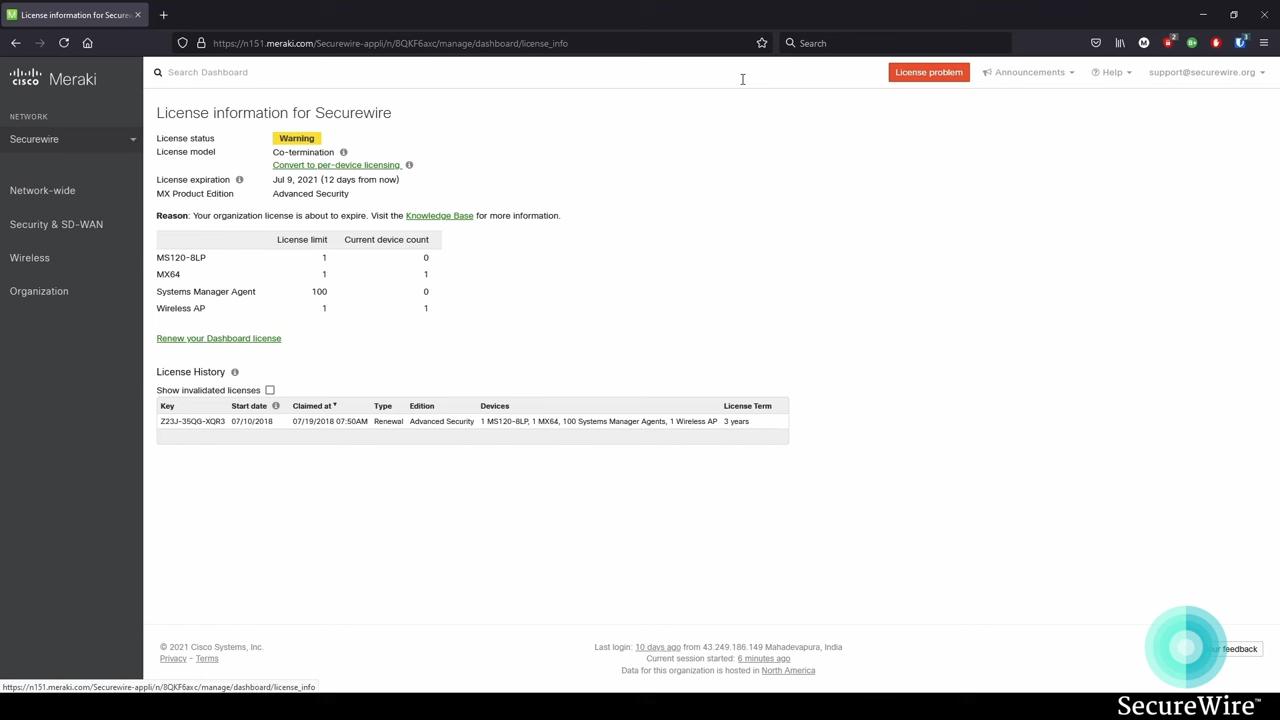 License information for Secure
https://n151.meraki.com/Securewire-appli/n/8QKF6axc/manage/dashboard/license_info
Search
2
3
CISCO Meraki
Search Dashboard
License problem
Announcements
Help
support@securewire.org
NETWORK
Securewire
Network-wide
Security & SD-WAN
Wireless
Organization
License information for Securewire
License status Warning
License model Co-termination
Convert to per-device licensing
License expiration Jul 9, 2021 (12 days from now)
MX Product Edition Advanced Security
Reason: Your organization license is about to expire. Visit the Knowledge Base for more information.
License limit Current device count
MS120-8LP 1 0
MX64 1 1
Systems Manager Agent 100 0
Wireless AP 1 1
Renew your Dashboard license
License History
Show invalidated licenses
Key Start date Claimed at Type Edition Devices License Term
Z23J-35QG-XQR3 07/10/2018 07/19/2018 07:50AM Renewal Advanced Security 1 MS120-8LP, 1 MX64, 100 Systems Manager Agents, 1 Wireless AP 3 years
© 2021 Cisco Systems, Inc.
Privacy - Terms
Last login: 10 days ago from 43.249.186.149 Mahadevapura, India
Current session started: 6 minutes ago
Data for this organization is hosted in North America
feedback
https://n151.meraki.com/Securewire-appli/n/8QKF6axc/manage/dashboard/license_info
SecureWire™